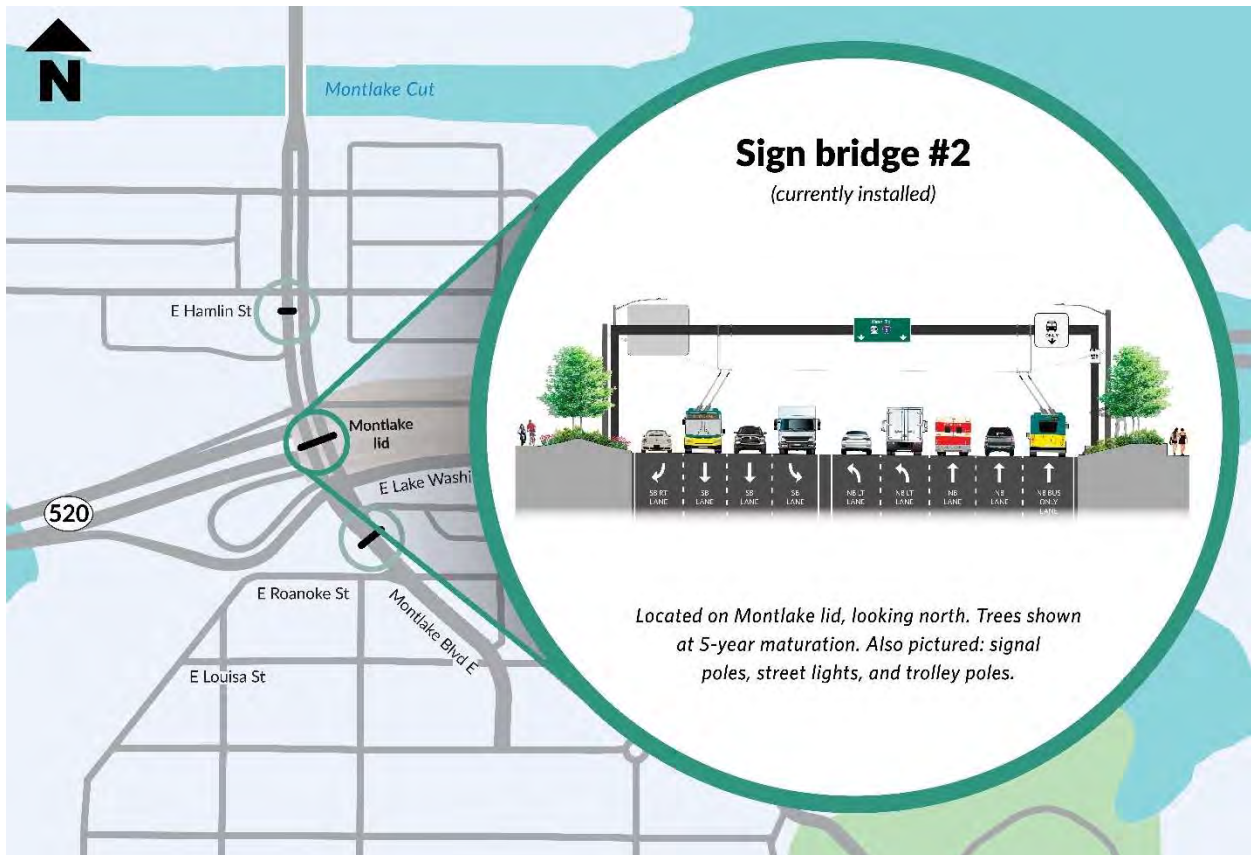 N
Montlake Cut
Sign bridge #2
(currently installed)
E Hamlin St
ONLY
Montlake
lid
E Lake Washi
520
SB RT
LANE
SB
LANE
SB
LANE
SB
LANE
NB LT
LANE
NB LT
LANE
NB
LANE
NB
LANE
NB BUS
ONLY
LANE
E Roanoke St
Montlake Blvd E
E Louisa St
Located on Montlake lid, looking north. Trees shown
at 5-year maturation. Also pictured: signal
poles, street lights, and trolley poles.